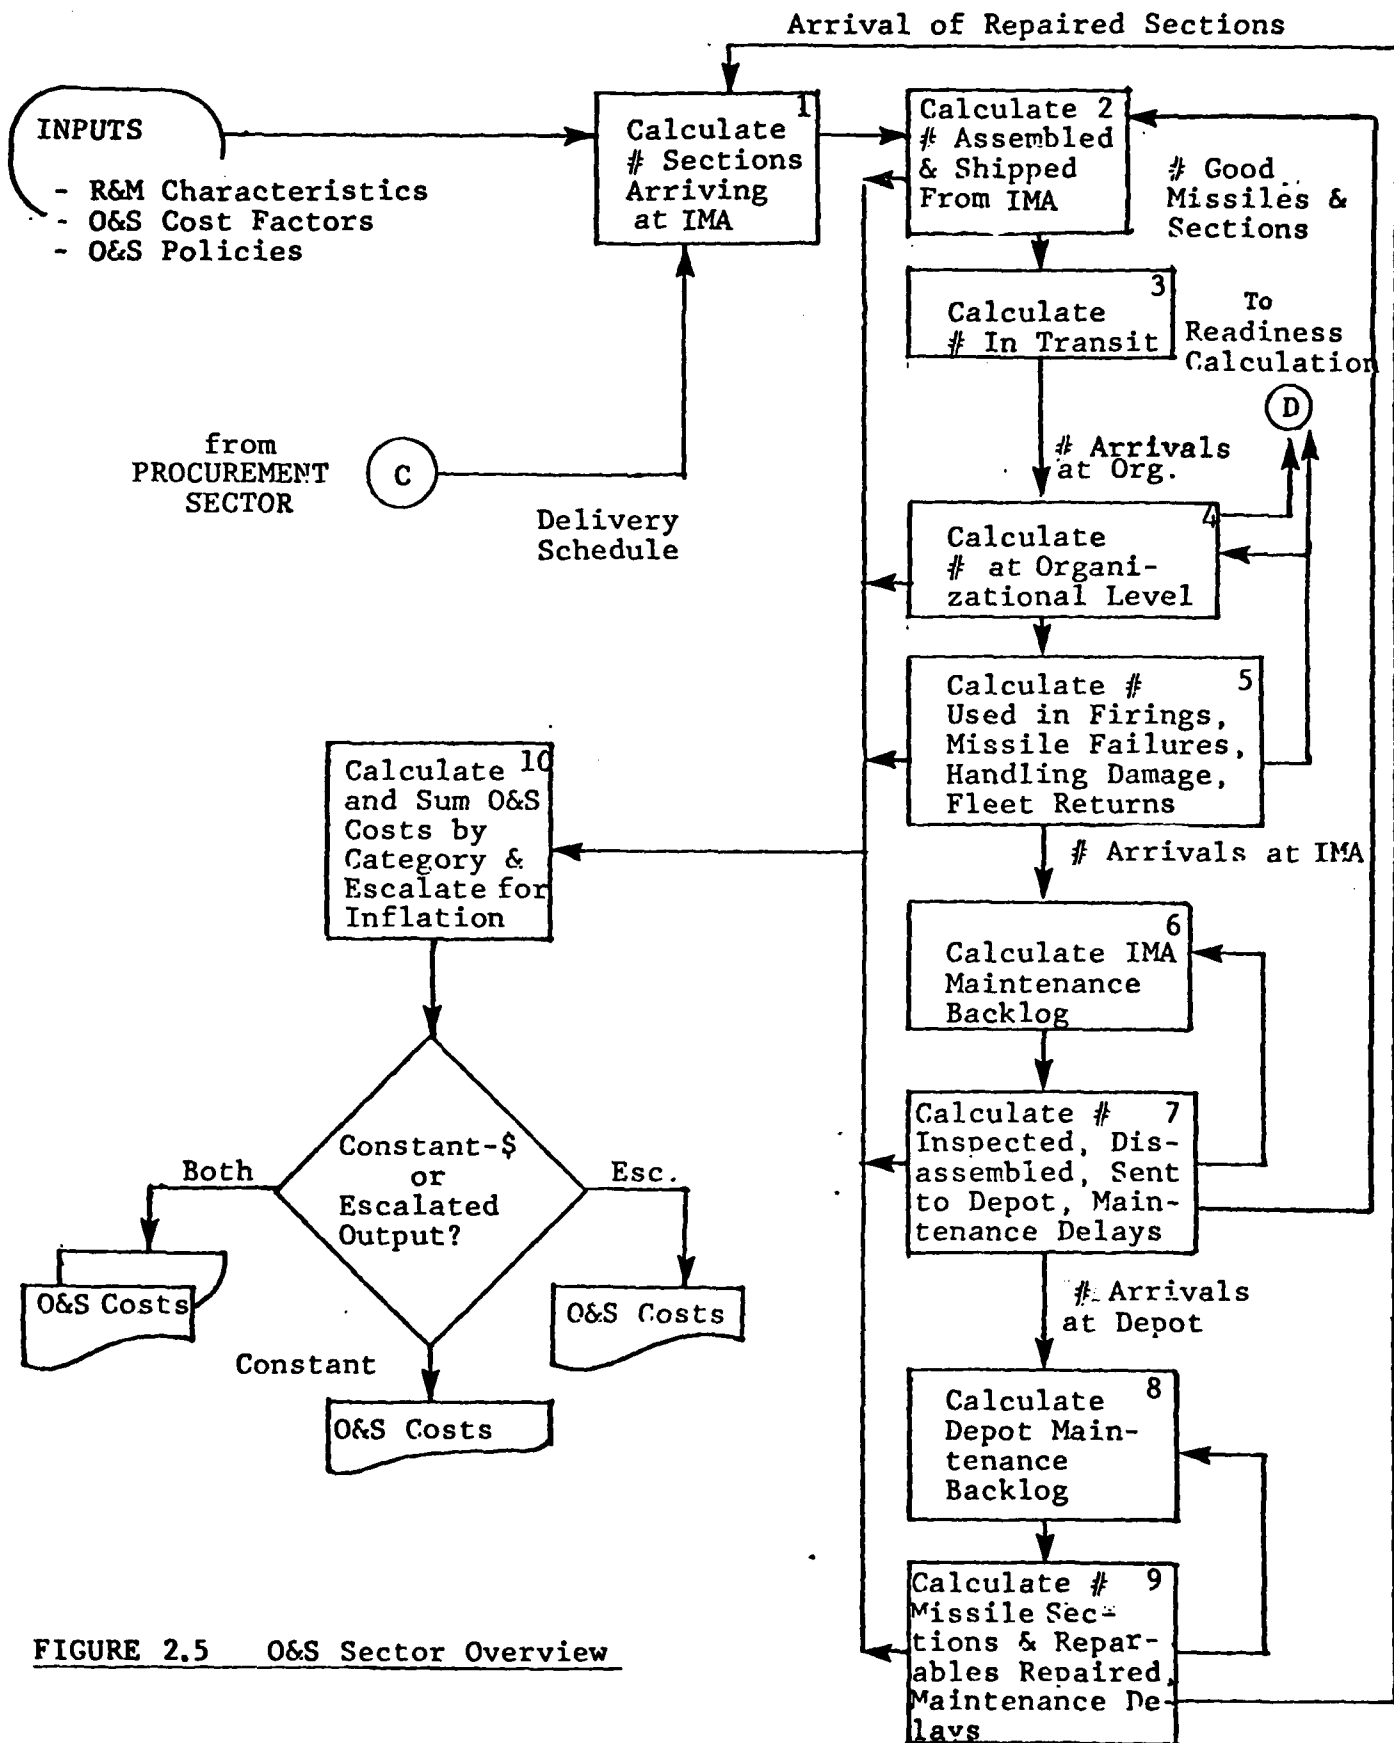 Arrival of Repaired Sections
INPUTS
- R&M Characteristics
- O&S Cost Factors
- O&S Policies
1
Calculate
# Sections
Arriving
at IMA
Calculate 2
# Assembled
& Shipped
From IMA
# Good
Missiles &
Sections
3
Calculate
# In Transit
To
Readiness
Calculation
D
from
PROCUREMENT
SECTOR
C
Delivery
Schedule
# Arrivals
at Org.
4
Calculate
# at Organi-
zational Level
Calculate # 5
Used in Firings,
Missile Failures,
Handling Damage,
Fleet Returns
# Arrivals at IMA
Calculate 10
and Sum O&S
Costs by
Category &
Escalate for
Inflation
6
Calculate IMA
Maintenance
Backlog
Calculate # 7
Inspected, Dis-
assembled, Sent
to Depot, Main-
tenance Delays
Constant-$
or
Escalated
Output?
Both
Esc.
Constant
O&S Costs
O&S Costs
O&S Costs
# Arrivals
at Depot
8
Calculate
Depot Main-
tenance
Backlog
Calculate # 9
Missile Sec-
tions & Repar-
ables Repaired,
Maintenance De-
lays
FIGURE 2.5 O&S Sector Overview